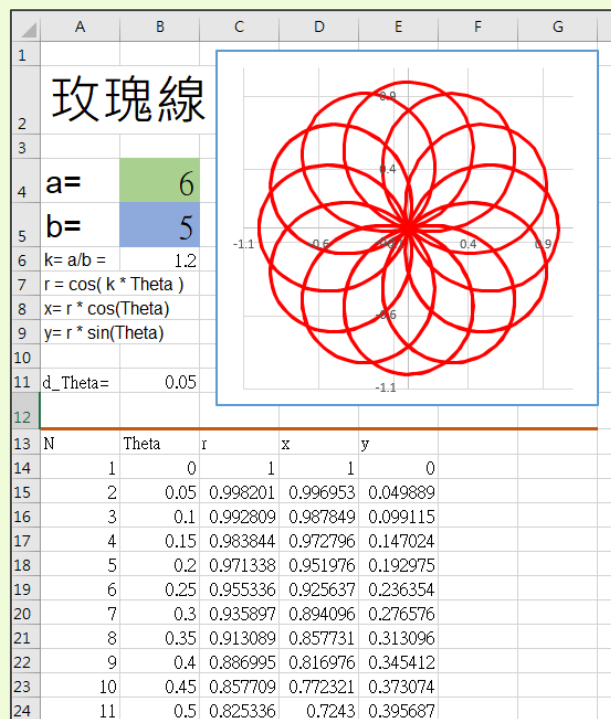 A B C D E F G
1
2 玫瑰線
3
4 a= 6
5 b= 5
6 k= a/b = 1.2
7 r = cos( k * Theta )
8 x= r * cos(Theta)
9 y= r * sin(Theta)
10
11 d_Theta= 0.05
12
0.9
0.4
-1.1 -0.6 -0.1 0.4 0.9
-0.6
-1.1
13 N Theta r x y
14 1 0 1 1 0
15 2 0.05 0.998201 0.996953 0.049889
16 3 0.1 0.992809 0.987849 0.099115
17 4 0.15 0.983844 0.972796 0.147024
18 5 0.2 0.971338 0.951976 0.192975
19 6 0.25 0.955336 0.925637 0.236354
20 7 0.3 0.935897 0.894096 0.276576
21 8 0.35 0.913089 0.857731 0.313096
22 9 0.4 0.886995 0.816976 0.345412
23 10 0.45 0.857709 0.772321 0.373074
24 11 0.5 0.825336 0.7243 0.395687